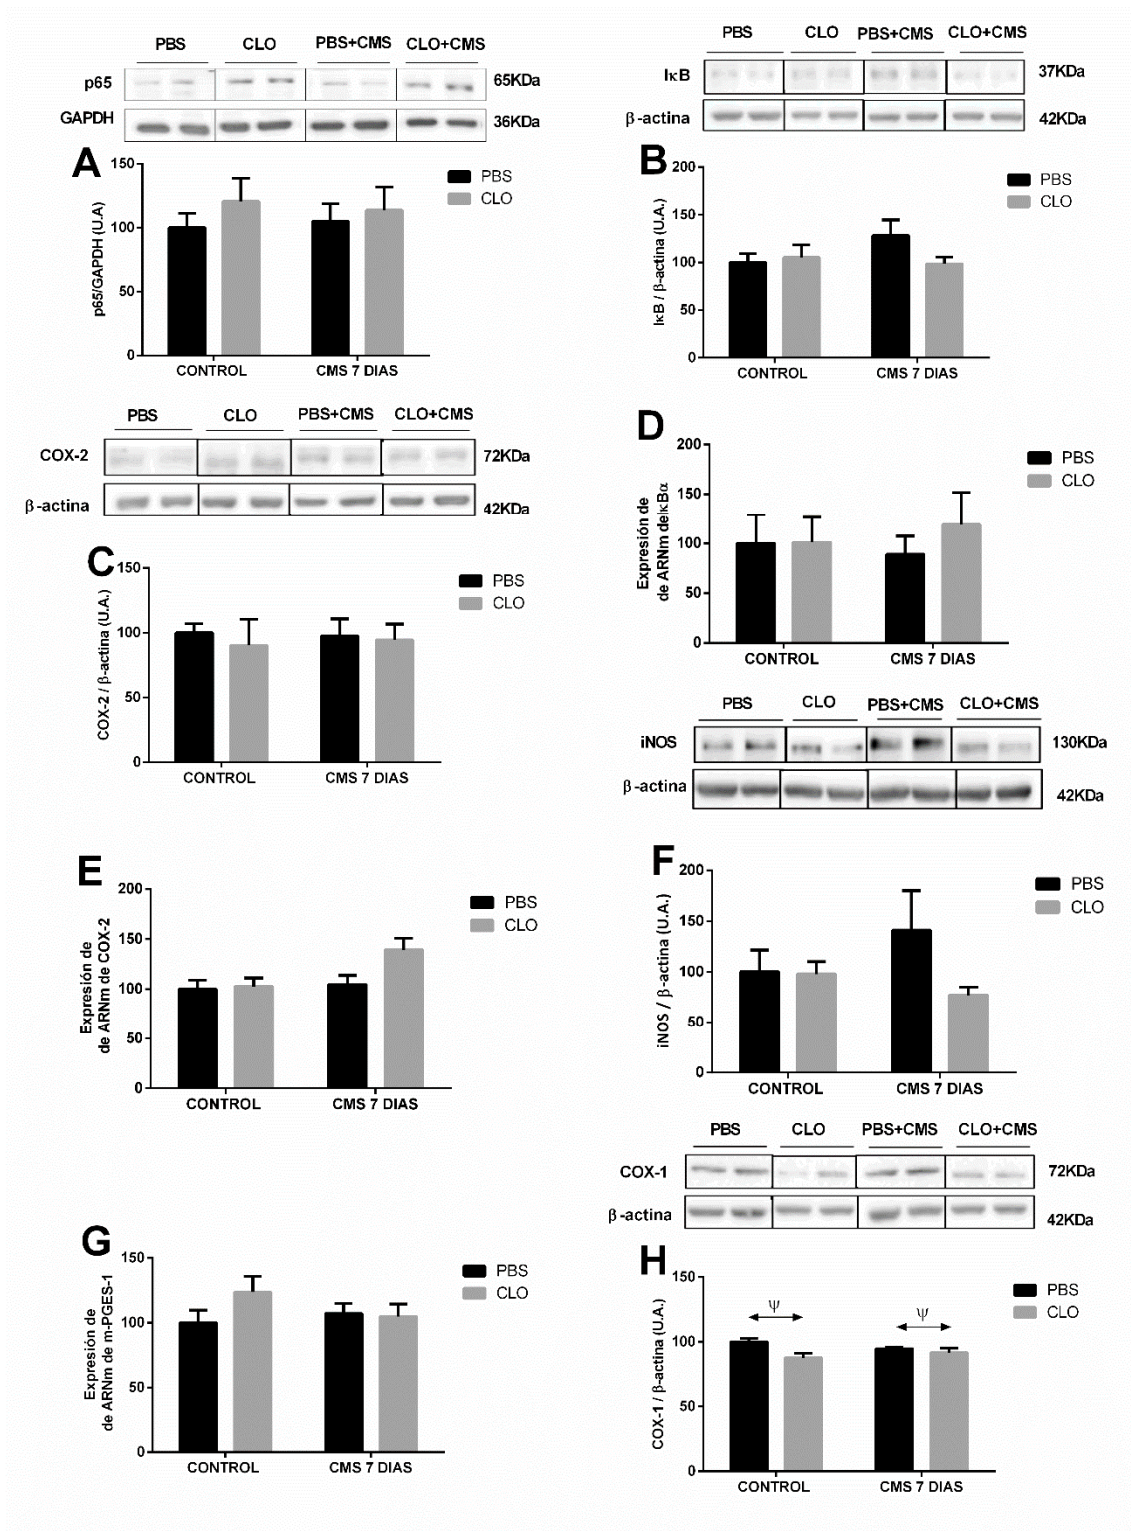 PBS CLO PBS+CMS CLO+CMS
p65 65KDa
GAPDH 36KDa
A
150
100
50
0
p65/GAPDH (U.A)
PBS
CLO
CONTROL CMS 7 DIAS
PBS CLO PBS+CMS CLO+CMS
IκB 37KDa
β-actina 42KDa
B
200
150
100
50
0
IκB / β-actina (U.A.)
PBS
CLO
CONTROL CMS 7 DIAS
PBS CLO PBS+CMS CLO+CMS
COX-2 72KDa
β-actina 42KDa
C
150
100
50
0
COX-2 / β-actina (U.A.)
PBS
CLO
CONTROL CMS 7 DIAS
D
200
150
100
50
0
Expresión de
de ARNm deIκBα
PBS
CLO
CONTROL CMS 7 DIAS
E
200
150
100
50
0
Expresión de
de ARNm de COX-2
PBS
CLO
CONTROL CMS 7 DIAS
PBS CLO PBS+CMS CLO+CMS
iNOS 130KDa
β-actina 42KDa
F
200
150
100
50
0
iNOS / β-actina (U.A.)
PBS
CLO
CONTROL CMS 7 DIAS
G
150
100
50
0
Expresión de
de ARNm de m-PGES-1
PBS
CLO
CONTROL CMS 7 DIAS
PBS CLO PBS+CMS CLO+CMS
COX-1 72KDa
β-actina 42KDa
H
150
100
50
0
COX-1 / β-actina (U.A.)
PBS
CLO
ψ ψ
CONTROL CMS 7 DIAS